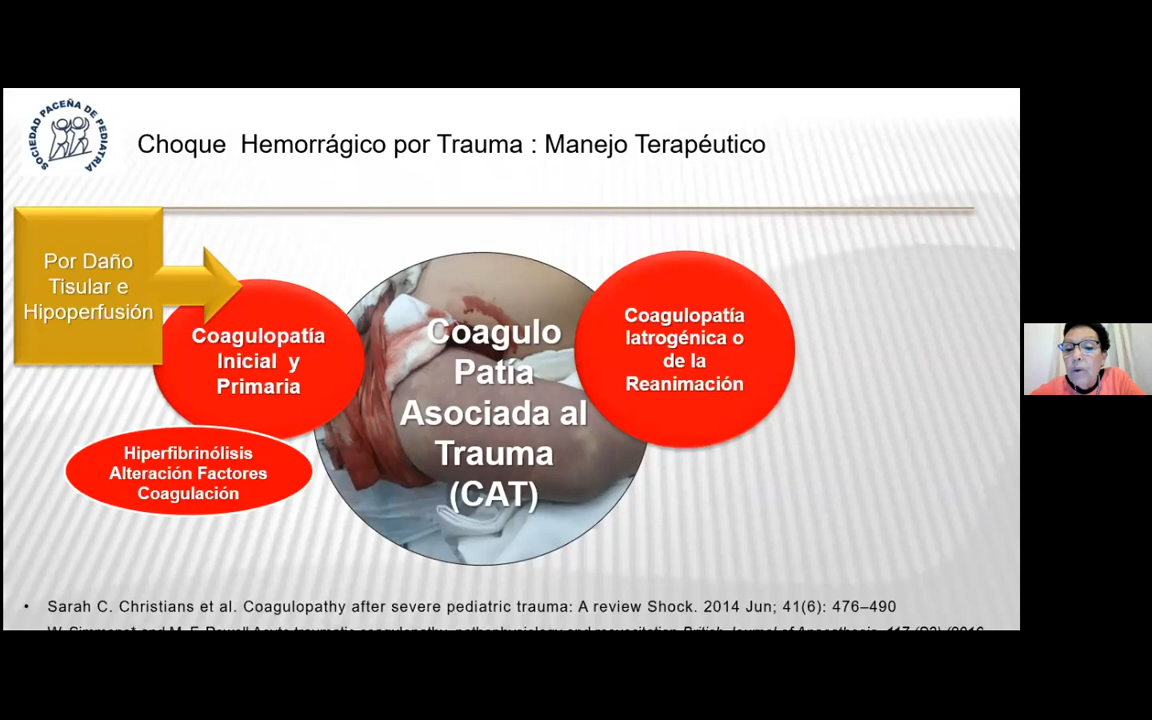 SOCIEDAD PACEÑA DE PEDIATRIA
Choque Hemorrágico por Trauma : Manejo Terapéutico
Por Daño
Tisular e
Hipoperfusión
Coagulopatía
Inicial y
Primaria
Hiperfibrinólisis
Alteración Factores
Coagulación
Coagulo
Patía
Asociada al
Trauma
(CAT)
Coagulopatía
Iatrogénica o
de la
Reanimación
• Sarah C. Christians et al. Coagulopathy after severe pediatric trauma: A review Shock. 2014 Jun; 41(6): 476–490